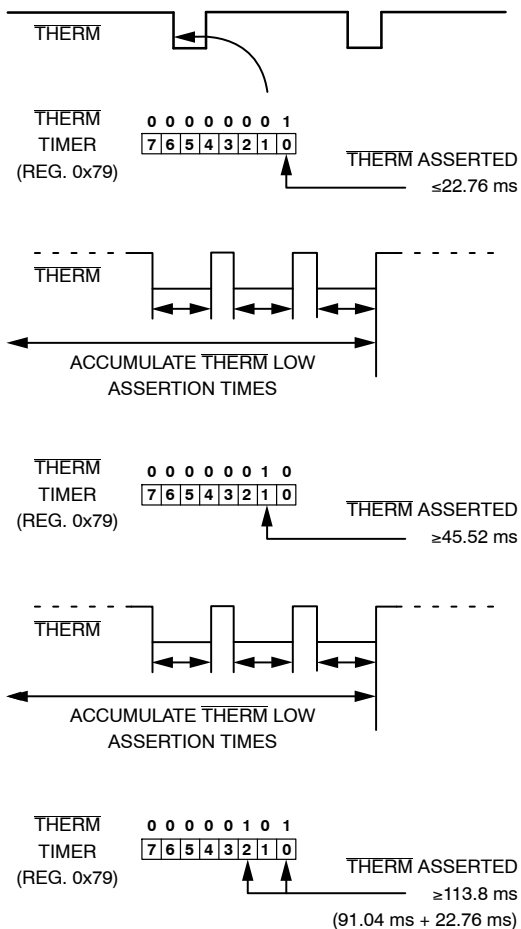 THERM
THERM
TIMER
(REG. 0x79)
0 0 0 0 0 0 0 1
7 6 5 4 3 2 1 0
THERM ASSERTED
≤22.76 ms
THERM
ACCUMULATE THERM LOW
ASSERTION TIMES
THERM
TIMER
(REG. 0x79)
0 0 0 0 0 0 1 0
7 6 5 4 3 2 1 0
THERM ASSERTED
≥45.52 ms
THERM
ACCUMULATE THERM LOW
ASSERTION TIMES
THERM
TIMER
(REG. 0x79)
0 0 0 0 0 1 0 1
7 6 5 4 3 2 1 0
THERM ASSERTED
≥113.8 ms
(91.04 ms + 22.76 ms)